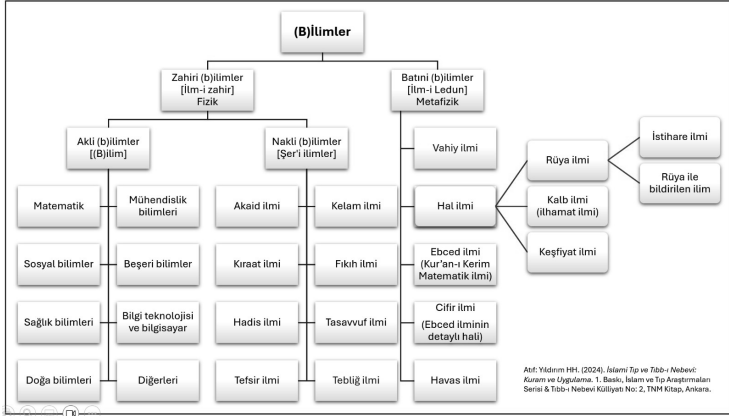 (B)İlimler
Zahiri (b)ilimler
[İlm-i zahir]
Fizik
Batıni (b)ilimler
[İlm-i Ledun]
Metafizik
Akli (b)ilimler
[(B)ilim]
Nakli (b)ilimler
[Şer'i ilimler]
Matematik
Mühendislik
bilimleri
Sosyal bilimler
Beşeri bilimler
Sağlık bilimleri
Bilgi teknolojisi
ve bilgisayar
Doğa bilimleri
Diğerleri
Akaid ilmi
Kelam ilmi
Kıraat ilmi
Fıkıh ilmi
Hadis ilmi
Tasavvuf ilmi
Tefsir ilmi
Tebliğ ilmi
Vahiy ilmi
Hal ilmi
Ebced ilmi
(Kur'an-ı Kerim
Matematik ilmi)
Cifir ilmi
(Ebced ilminin
detaylı hali)
Havas ilmi
Rüya ilmi
Kalb ilmi
(ilhamat ilmi)
Keşfiyat ilmi
İstihare ilmi
Rüya ile
bildirilen ilim
Atıf: Yıldırım HH. (2024). İslami Tıp ve Tıbb-ı Nebevi:
Kuram ve Uygulama. 1. Baskı, İslam ve Tıp Araştırmaları
Serisi & Tıbb-ı Nebevi Külliyatı No: 2, TNM Kitap, Ankara.